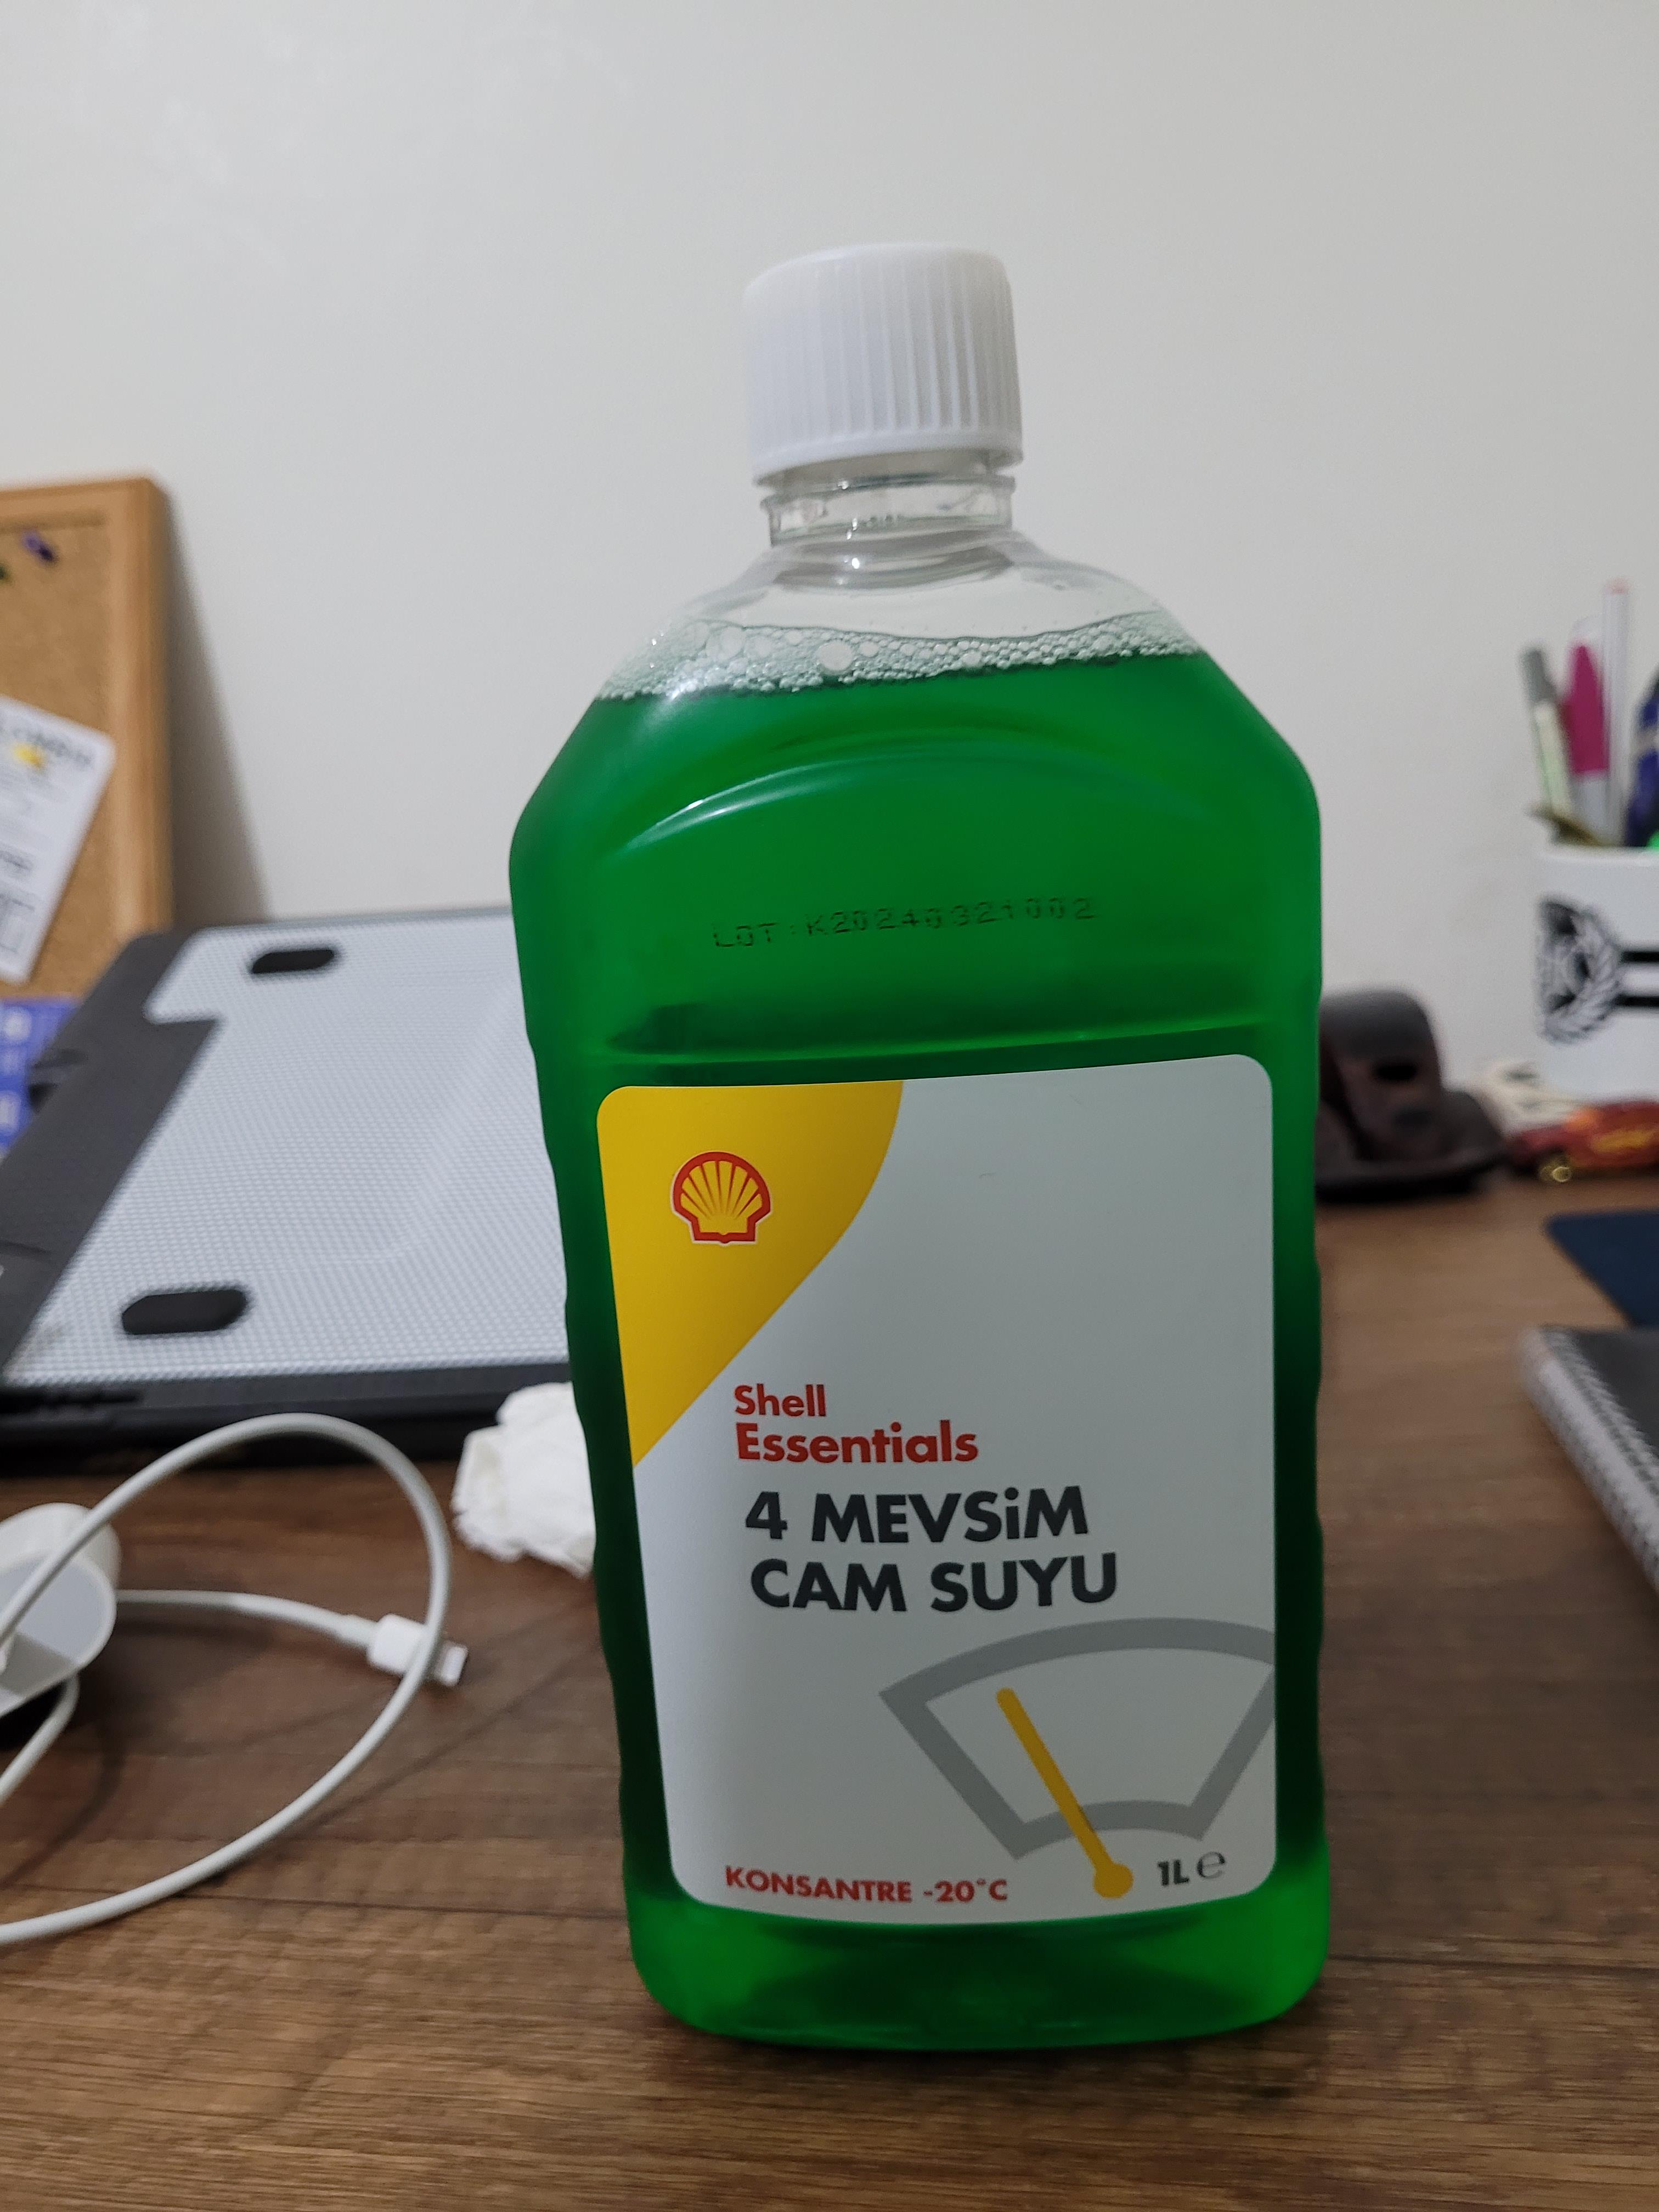 LOT:K20240321002
Shell
Essentials
4 MEVSiM
CAM SUYU
KONSANTRE -20°C
1L ℮